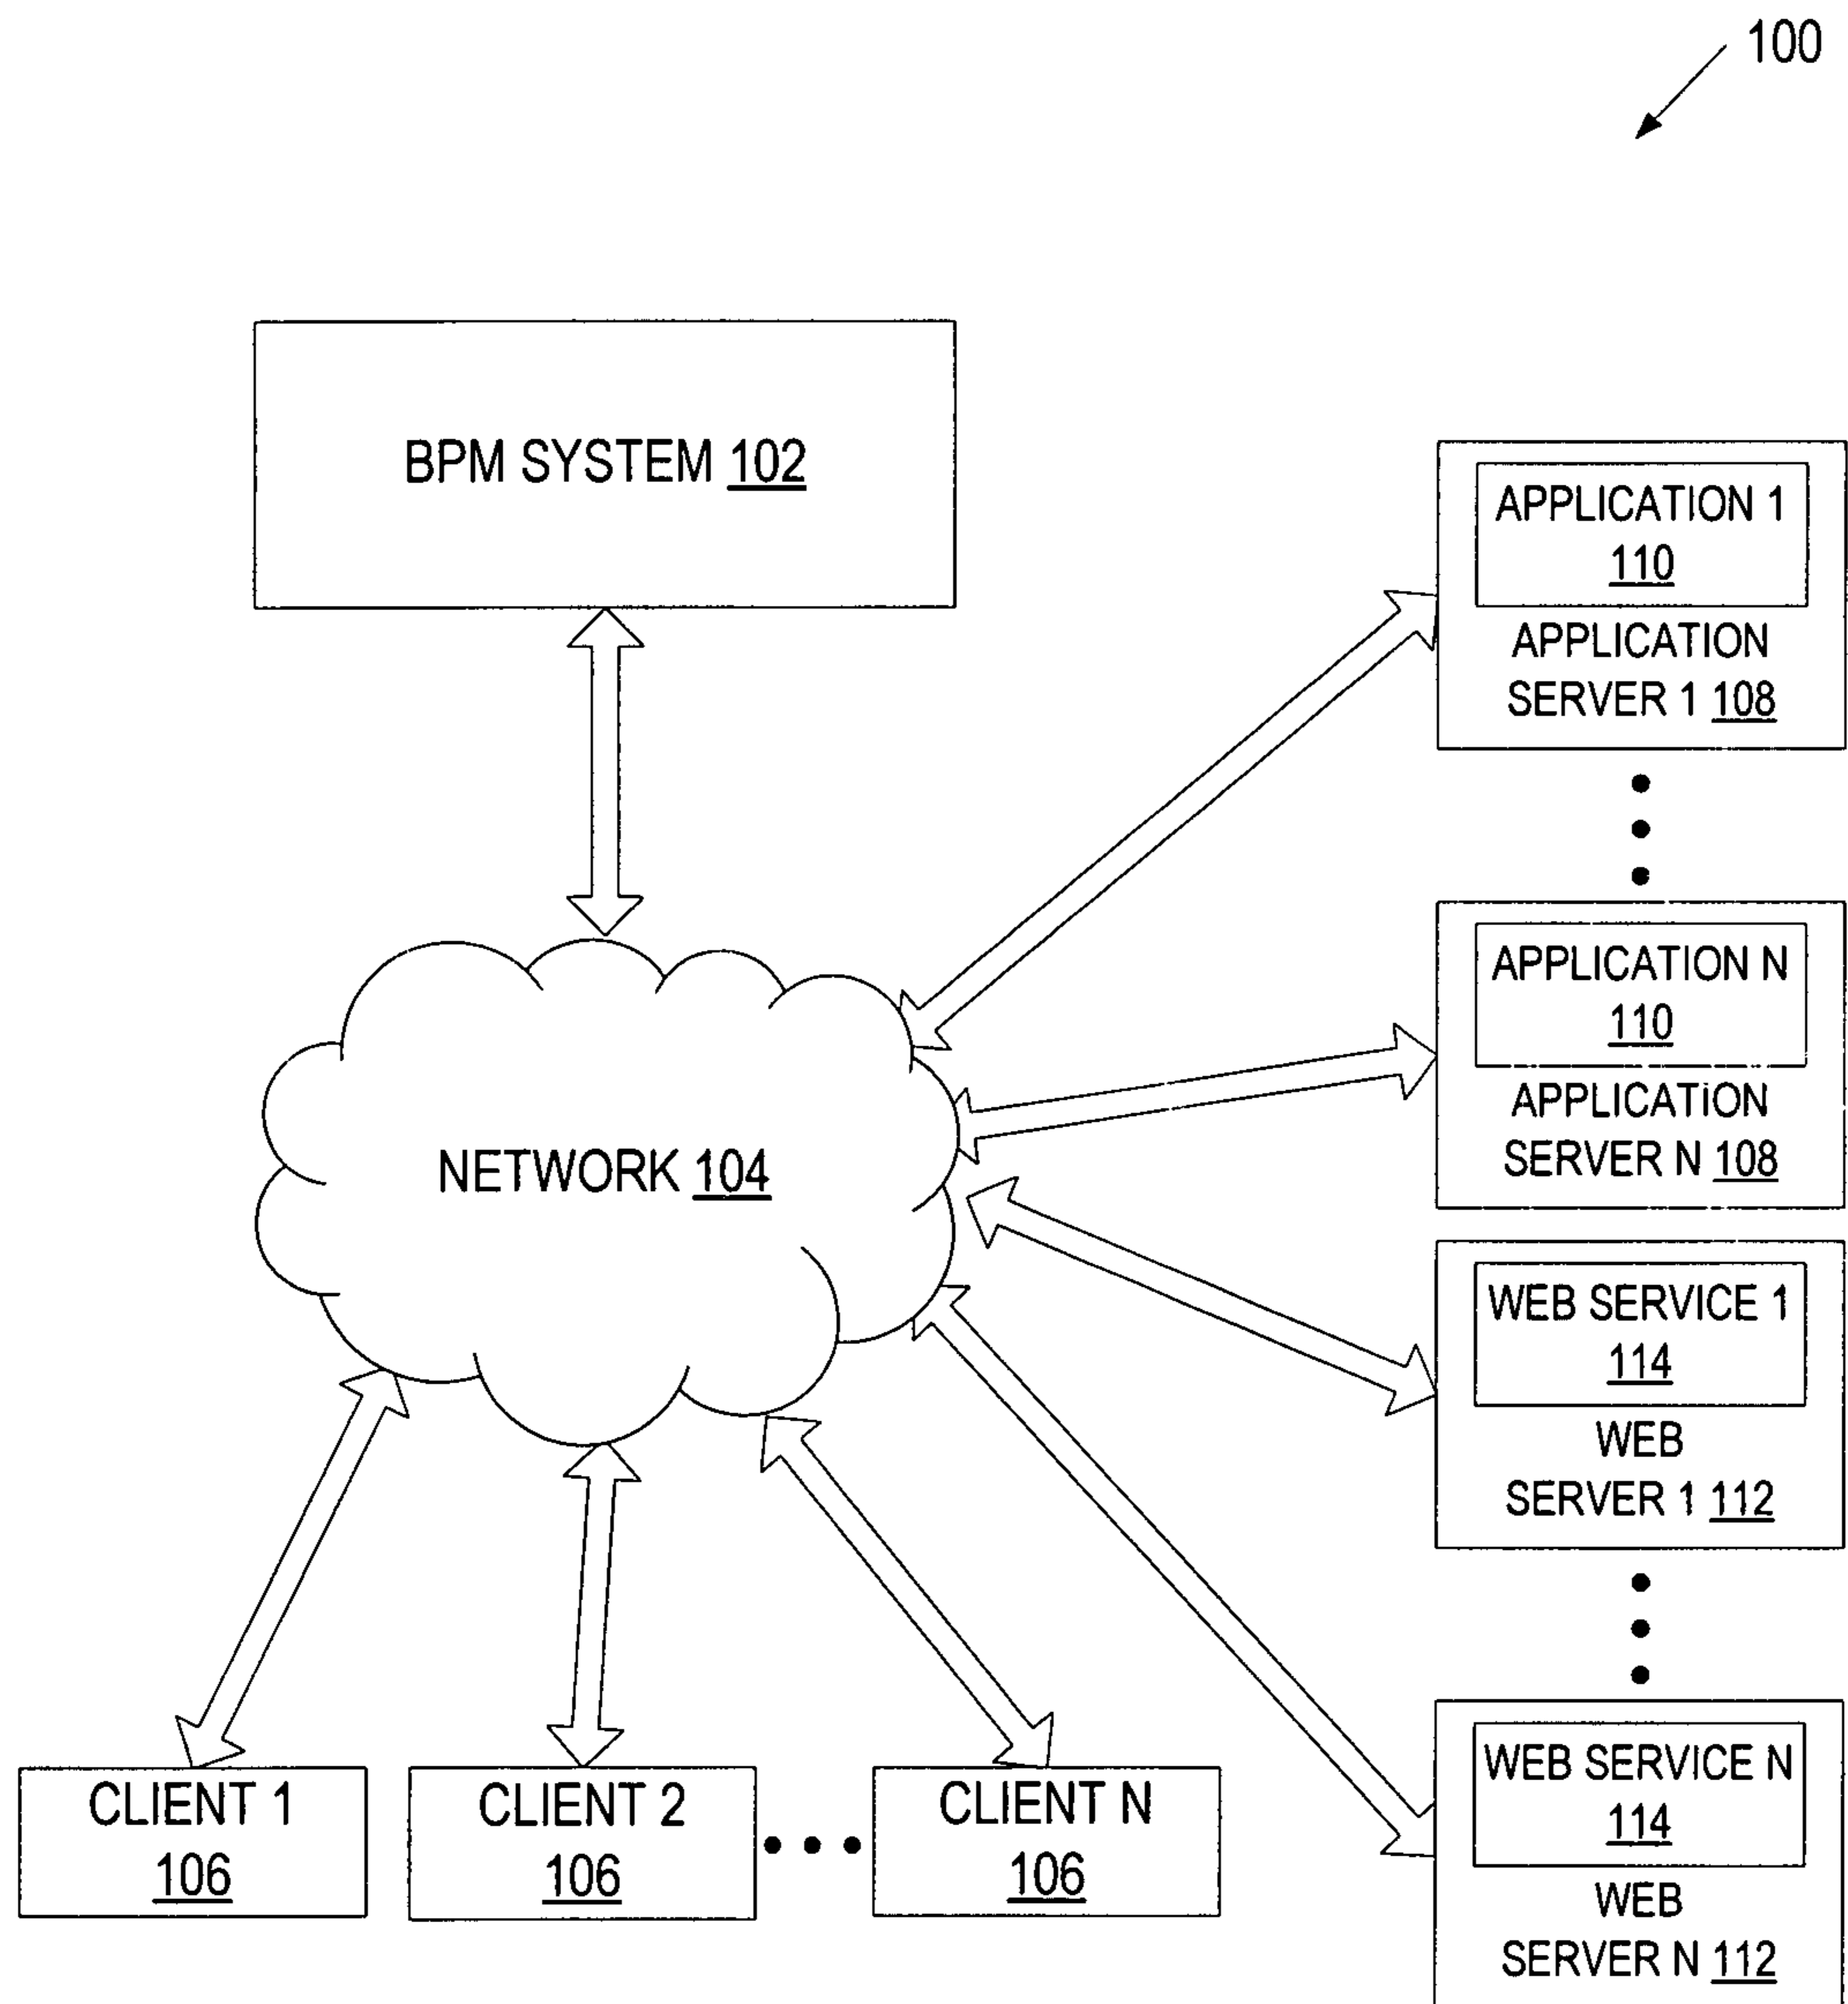 100
BPM SYSTEM 102
APPLICATION 1
110
APPLICATION
SERVER 1 108
APPLICATION N
110
APPLICATION
SERVER N 108
NETWORK 104
WEB SERVICE 1
114
WEB
SERVER 1 112
WEB SERVICE N
114
WEB
SERVER N 112
CLIENT 1
106
CLIENT 2
106
CLIENT N
106